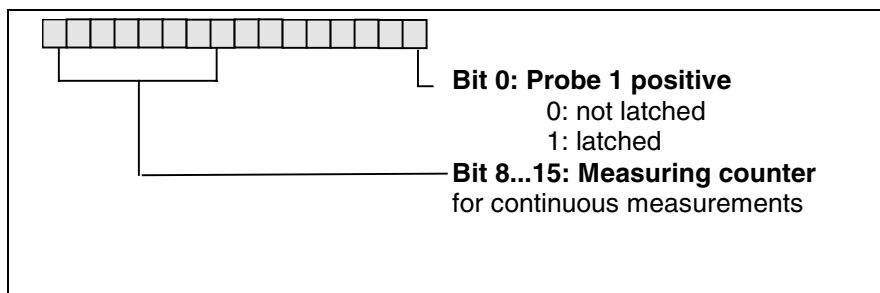 Bit 0: Probe 1 positive
0: not latched
1: latched
Bit 8...15: Measuring counter
for continuous measurements